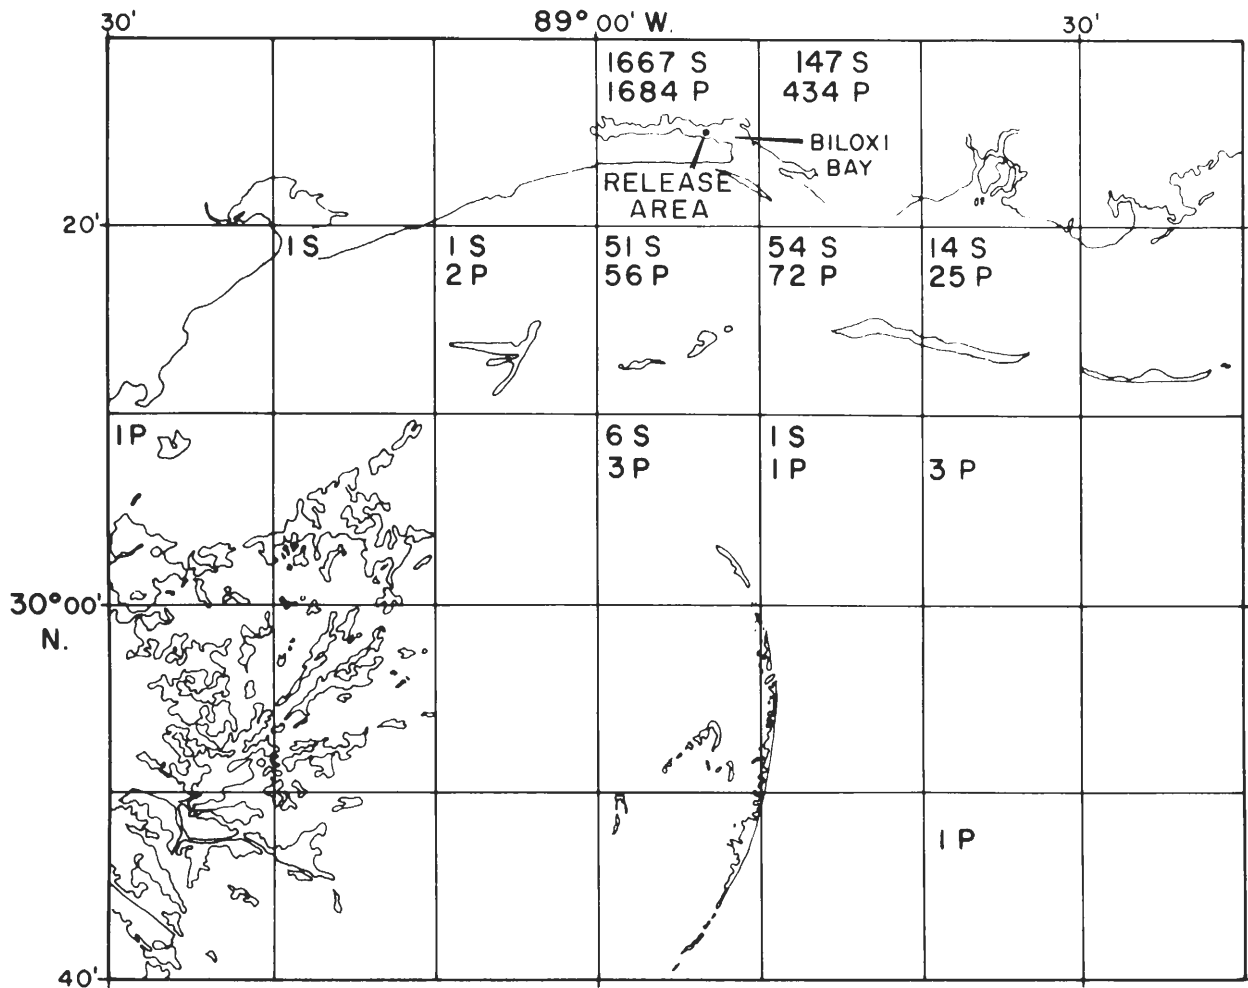 30' 89° 00' W. 30'
1667 S 147 S
1684 P 434 P
BILOXI
BAY
RELEASE
AREA
20'
1 S 1 S 51 S 54 S 14 S
2 P 56 P 72 P 25 P
1 P 6 S 1 S
3 P 1 P 3 P
30° 00'
N.
1 P
40'